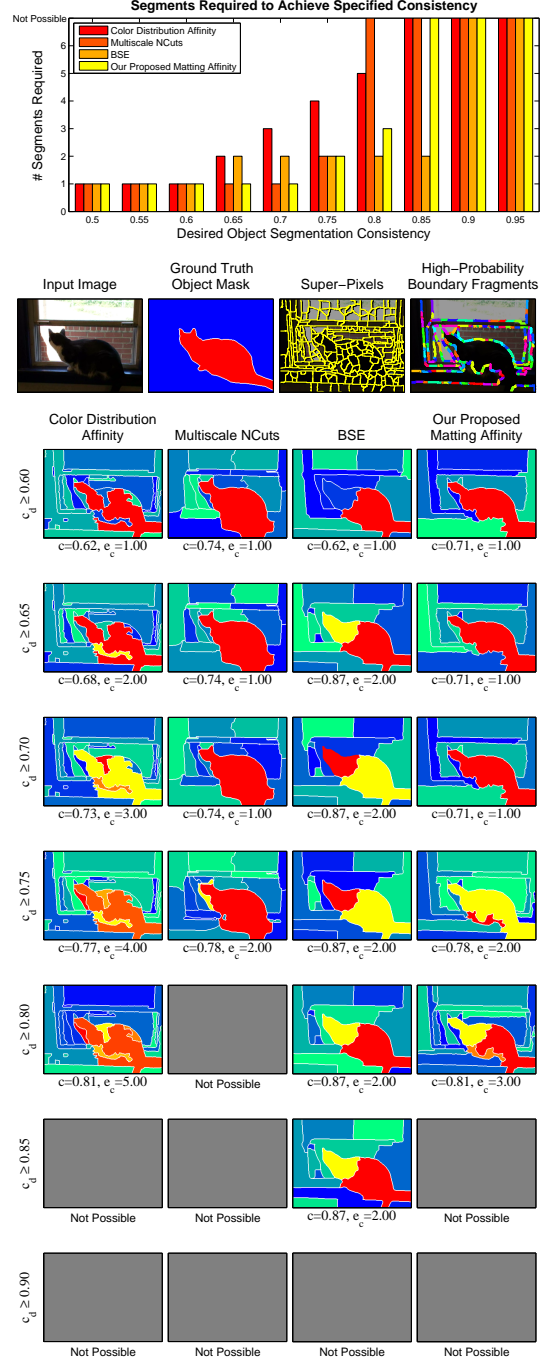 Segments Required to Achieve Specified Consistency
Not Possible
7
6
5
4
3
2
1
0
# Segments Required
Color Distribution Affinity
Multiscale NCuts
BSE
Our Proposed Matting Affinity
0.5 0.55 0.6 0.65 0.7 0.75 0.8 0.85 0.9 0.95
Desired Object Segmentation Consistency
Input Image
Ground Truth
Object Mask
Super−Pixels
High−Probability
Boundary Fragments
Color Distribution
Affinity
Multiscale NCuts
BSE
Our Proposed
Matting Affinity
c_d ≥ 0.60
c=0.62, e_c=1.00 c=0.74, e_c=1.00 c=0.62, e_c=1.00 c=0.71, e_c=1.00
c_d ≥ 0.65
c=0.68, e_c=2.00 c=0.74, e_c=1.00 c=0.87, e_c=2.00 c=0.71, e_c=1.00
c_d ≥ 0.70
c=0.73, e_c=3.00 c=0.74, e_c=1.00 c=0.87, e_c=2.00 c=0.71, e_c=1.00
c_d ≥ 0.75
c=0.77, e_c=4.00 c=0.78, e_c=2.00 c=0.87, e_c=2.00 c=0.78, e_c=2.00
c_d ≥ 0.80
c=0.81, e_c=5.00 Not Possible c=0.87, e_c=2.00 c=0.81, e_c=3.00
c_d ≥ 0.85
Not Possible Not Possible c=0.87, e_c=2.00 Not Possible
c_d ≥ 0.90
Not Possible Not Possible Not Possible Not Possible